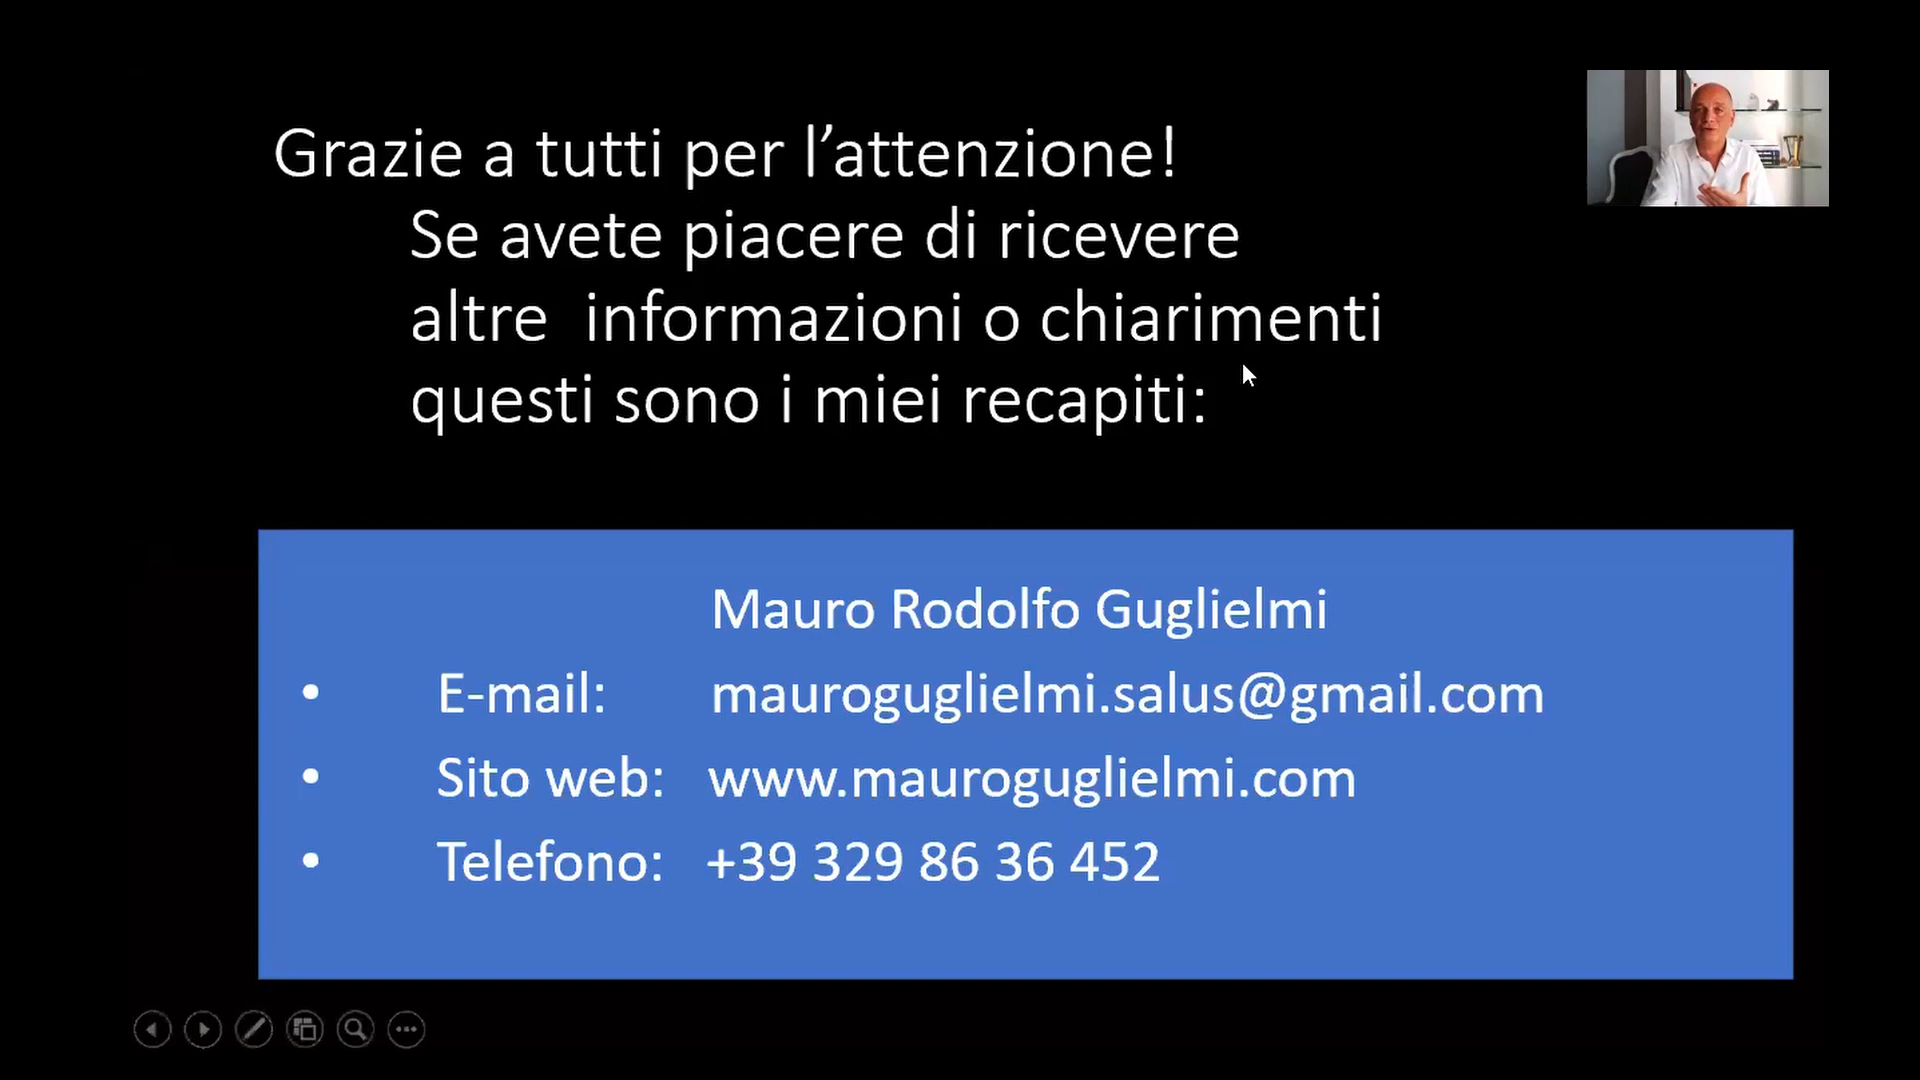 Grazie a tutti per l’attenzione!
Se avete piacere di ricevere
altre  informazioni o chiarimenti
questi sono i miei recapiti:
Mauro Rodolfo Guglielmi
• E-mail: mauroguglielmi.salus@gmail.com
• Sito web: www.mauroguglielmi.com
• Telefono: +39 329 86 36 452